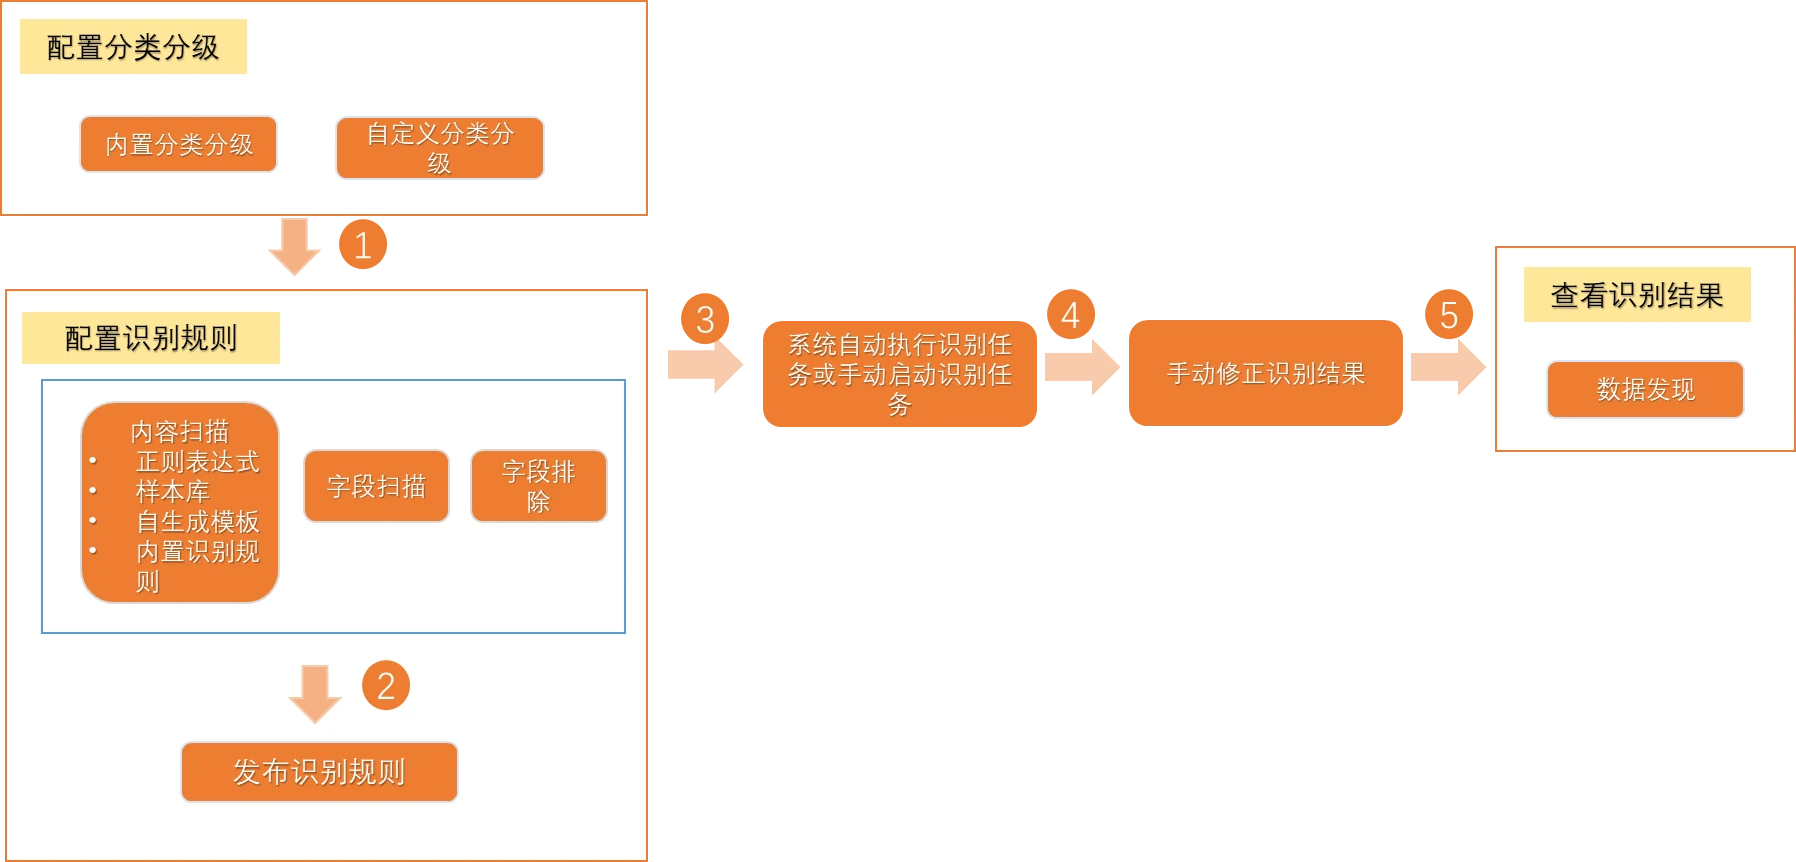 配置分类分级
内置分类分级
自定义分类分
级
1
配置识别规则
内容扫描
• 正则表达式
• 样本库
• 自生成模板
• 内置识别规
则
字段扫描
字段排
除
2
发布识别规则
3
系统自动执行识别任
务或手动启动识别任
务
4
手动修正识别结果
5
查看识别结果
数据发现